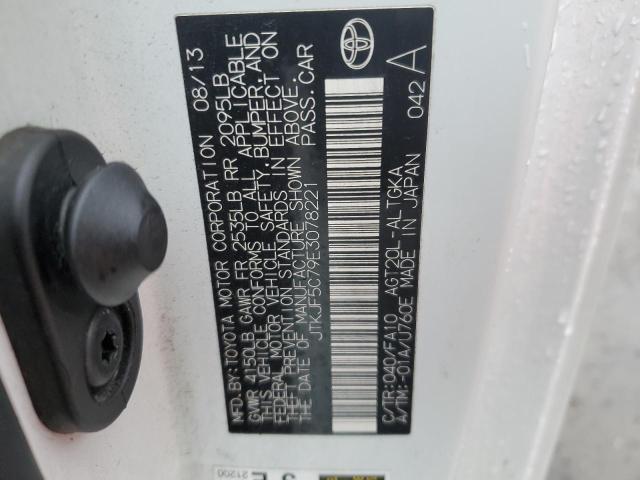 MFD. BY: TOYOTA MOTOR CORPORATION 08/13
GVWR 4150LB GAWR FR 2535LB RR 2095LB
THIS VEHICLE CONFORMS TO ALL APPLICABLE
FEDERAL MOTOR VEHICLE SAFETY, BUMPER, AND
THEFT PREVENTION STANDARDS IN EFFECT ON
THE DATE OF MANUFACTURE SHOWN ABOVE.
JTKJF5C79E3078221 PASS. CAR
C/TR: 040/FA10 AGT20L-ALTGKA
A/TM: -01A/U760E MADE IN JAPAN
042 A
21200